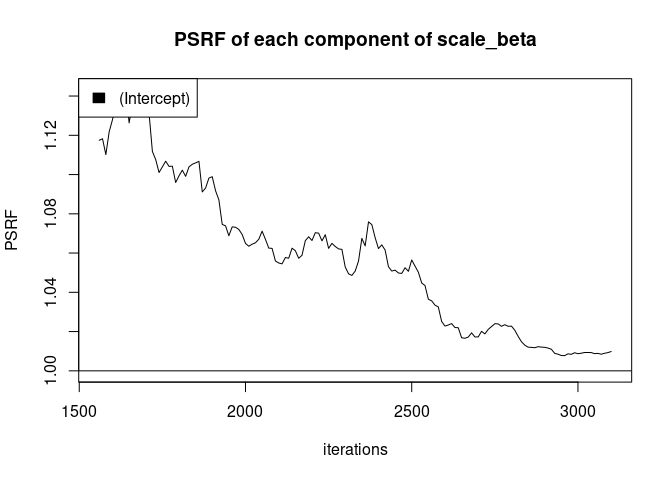 PSRF of each component of scale_beta
(Intercept)
PSRF
1.12
1.08
1.04
1.00
1500 2000 2500 3000
iterations